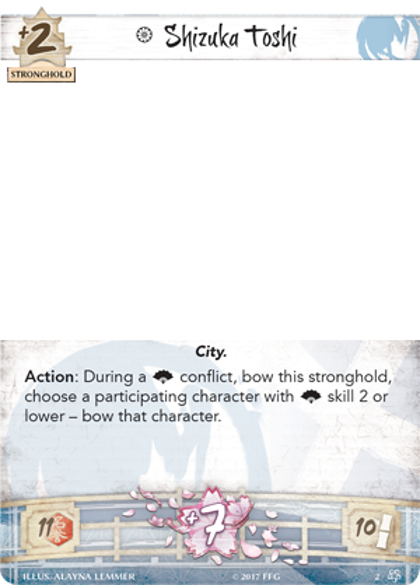 +2
Shizuka Toshi
STRONGHOLD
City.
Action: During a conflict, bow this stronghold,
choose a participating character with skill 2 or
lower – bow that character.
11
+7
10
ILLUS: ALAYNA LEMMER
© 2017 FFG